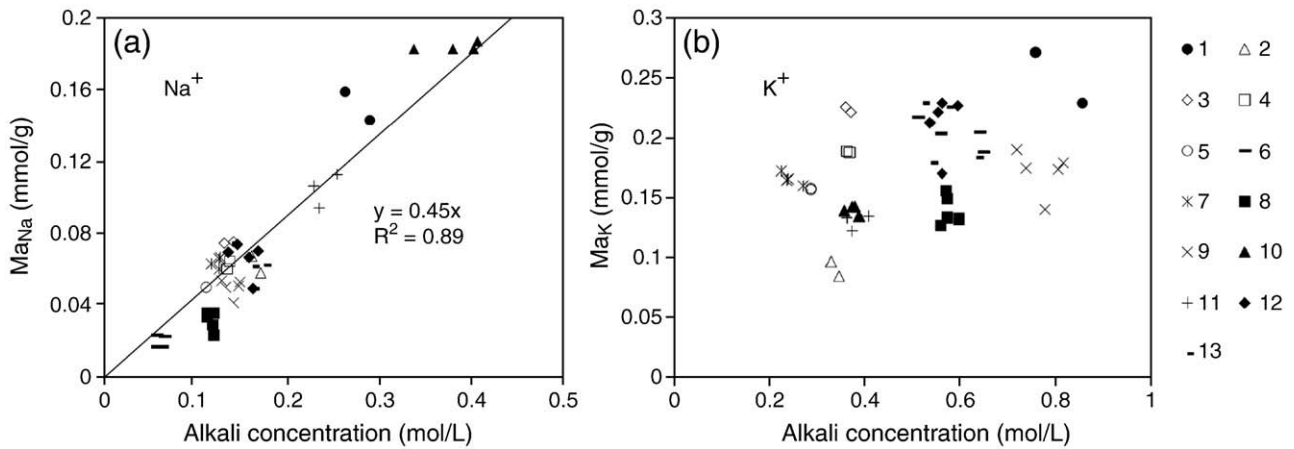 (a)
Na+
y = 0.45x
R2 = 0.89
0.2
0.16
0.12
0.08
0.04
0
0 0.1 0.2 0.3 0.4 0.5
MaNa (mmol/g)
Alkali concentration (mol/L)
(b)
K+
0.3
0.25
0.2
0.15
0.1
0.05
0
0 0.2 0.4 0.6 0.8 1
MaK (mmol/g)
Alkali concentration (mol/L)
1 2
3 4
5 6
7 8
9 10
11 12
13